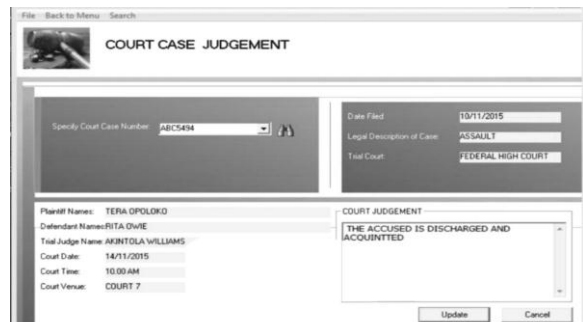 File Back to Menu Search
COURT CASE JUDGEMENT
Specify Court Case Number: ABC5494
Date Filed 10/11/2015
Legal Description of Case: ASSAULT
Trial Court: FEDERAL HIGH COURT
Plaintiff Names: TERA OPOLOKO
Defendant Names: RITA OWIE
Trial Judge Name: AKINTOLA WILLIAMS
Court Date: 14/11/2015
Court Time: 10.00 AM
Court Venue: COURT 7
COURT JUDGEMENT
THE ACCUSED IS DISCHARGED AND
ACQUINTTED
Update Cancel